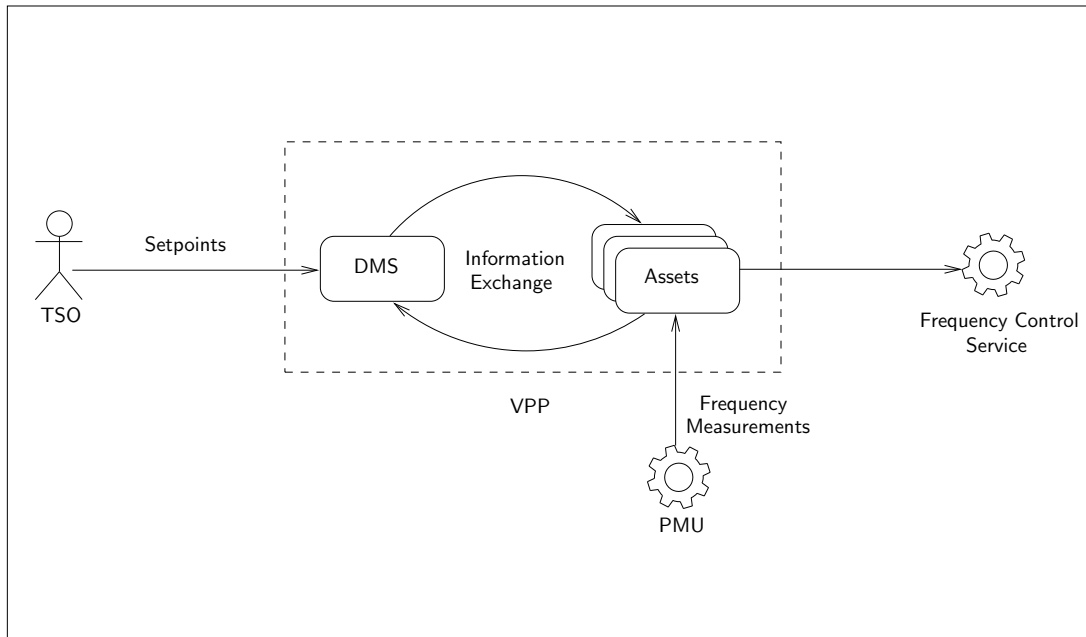 Setpoints
TSO
DMS
Information
Exchange
Assets
Frequency Control
Service
VPP
Frequency
Measurements
PMU